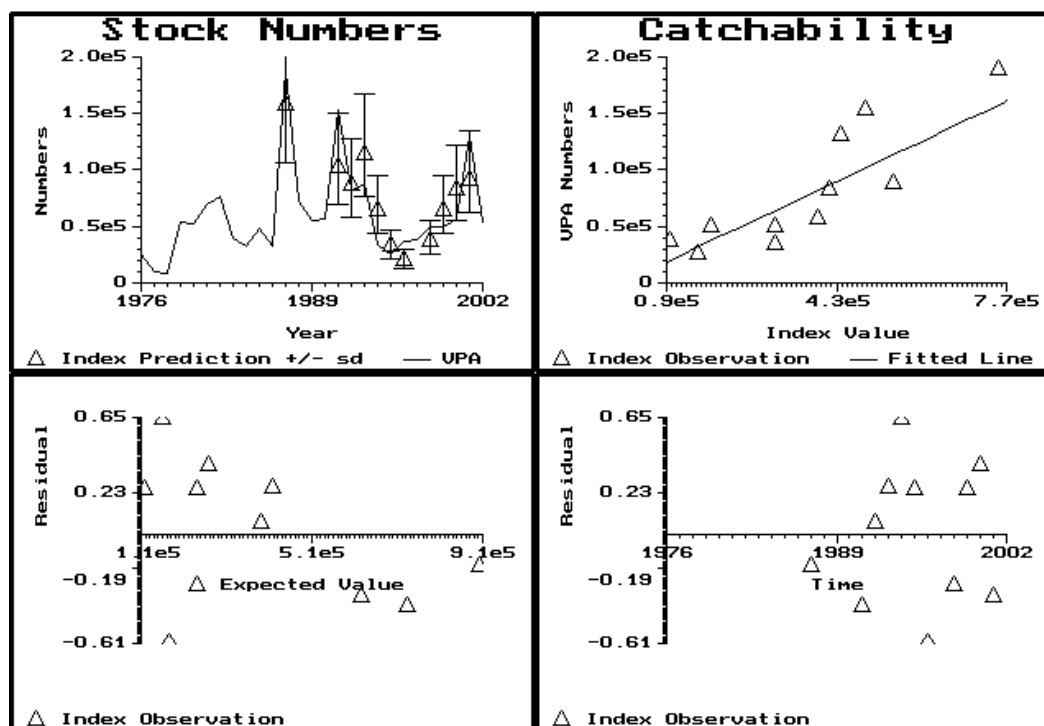 Stock Numbers
2.0e5
1.5e5
1.0e5
0.5e5
0
Numbers
1976 1989 2002
Year
Index Prediction +/- sd VPA
Catchability
2.0e5
1.5e5
1.0e5
0.5e5
0
VPA Numbers
0.9e5 4.3e5 7.7e5
Index Value
Index Observation Fitted Line
0.65
0.23
-0.19
-0.61
Residual
1.1e5 5.1e5 9.1e5
Expected Value
Index Observation
0.65
0.23
-0.19
-0.61
Residual
1976 1989 2002
Time
Index Observation